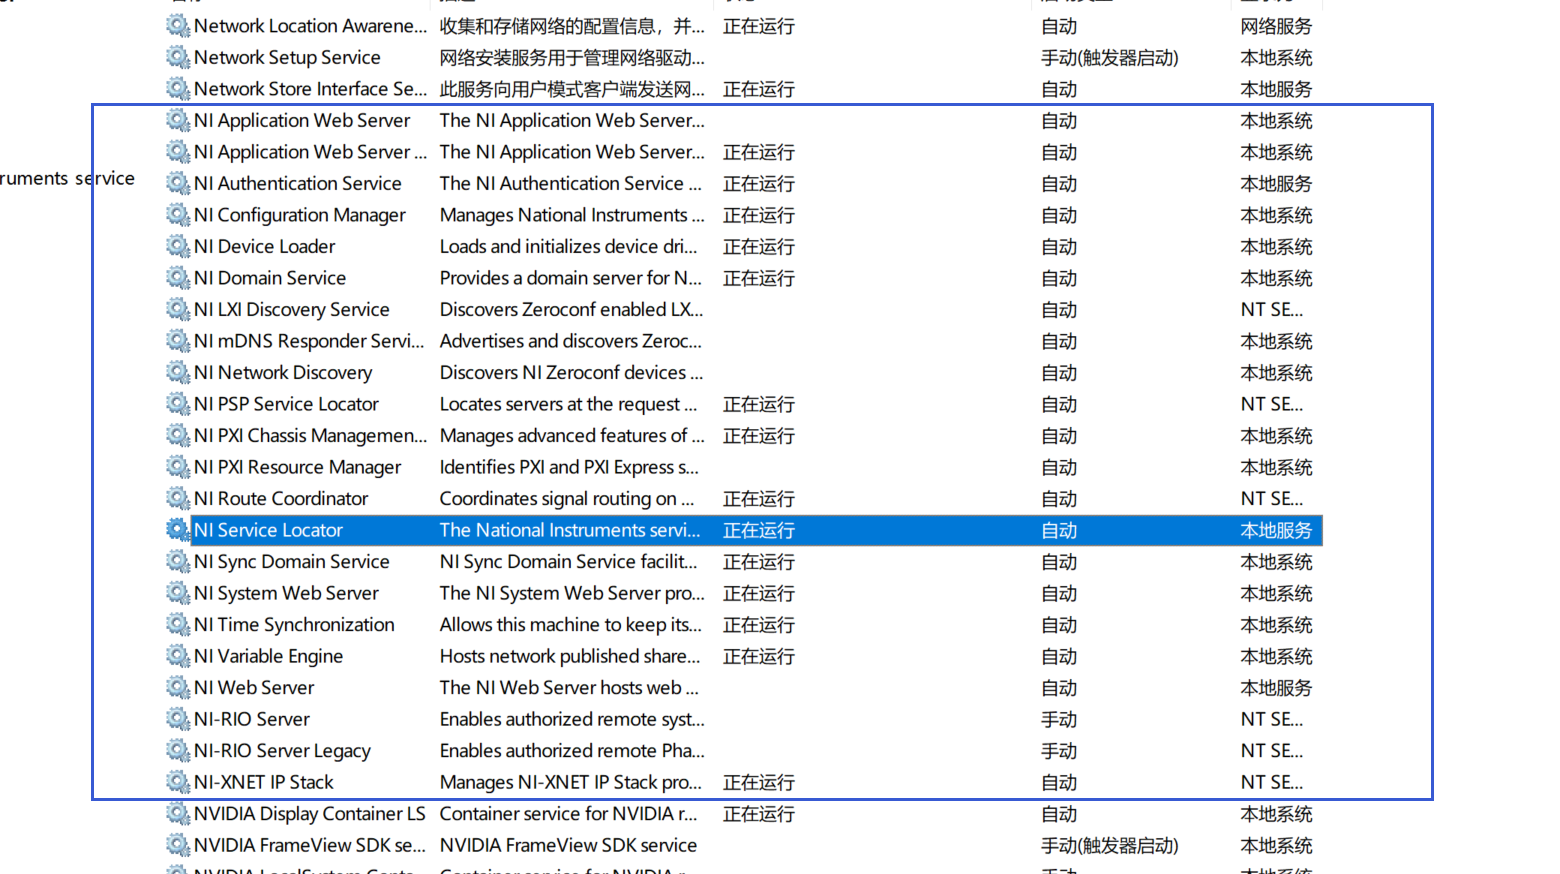 Network Location Awarene... 收集和存储网络的配置信息，并... 正在运行 自动 网络服务
Network Setup Service 网络安装服务用于管理网络驱动... 手动(触发器启动) 本地系统
Network Store Interface Se... 此服务向用户模式客户端发送网... 正在运行 自动 本地服务
NI Application Web Server The NI Application Web Server... 自动 本地系统
NI Application Web Server ... The NI Application Web Server... 正在运行 自动 本地系统
ruments service
NI Authentication Service The NI Authentication Service ... 正在运行 自动 本地服务
NI Configuration Manager Manages National Instruments ... 正在运行 自动 本地系统
NI Device Loader Loads and initializes device dri... 正在运行 自动 本地系统
NI Domain Service Provides a domain server for N... 正在运行 自动 本地系统
NI LXI Discovery Service Discovers Zeroconf enabled LX... 自动 NT SE...
NI mDNS Responder Servi... Advertises and discovers Zeroc... 自动 本地系统
NI Network Discovery Discovers NI Zeroconf devices ... 自动 本地系统
NI PSP Service Locator Locates servers at the request ... 正在运行 自动 NT SE...
NI PXI Chassis Managemen... Manages advanced features of ... 正在运行 自动 本地系统
NI PXI Resource Manager Identifies PXI and PXI Express s... 自动 本地系统
NI Route Coordinator Coordinates signal routing on ... 正在运行 自动 NT SE...
NI Service Locator The National Instruments servi... 正在运行 自动 本地服务
NI Sync Domain Service NI Sync Domain Service facilit... 正在运行 自动 本地系统
NI System Web Server The NI System Web Server pro... 正在运行 自动 本地系统
NI Time Synchronization Allows this machine to keep its... 正在运行 自动 本地系统
NI Variable Engine Hosts network published share... 正在运行 自动 本地系统
NI Web Server The NI Web Server hosts web ... 自动 本地服务
NI-RIO Server Enables authorized remote syst... 手动 NT SE...
NI-RIO Server Legacy Enables authorized remote Pha... 手动 NT SE...
NI-XNET IP Stack Manages NI-XNET IP Stack pro... 正在运行 自动 NT SE...
NVIDIA Display Container LS Container service for NVIDIA r... 正在运行 自动 本地系统
NVIDIA FrameView SDK se... NVIDIA FrameView SDK service 手动(触发器启动) 本地系统